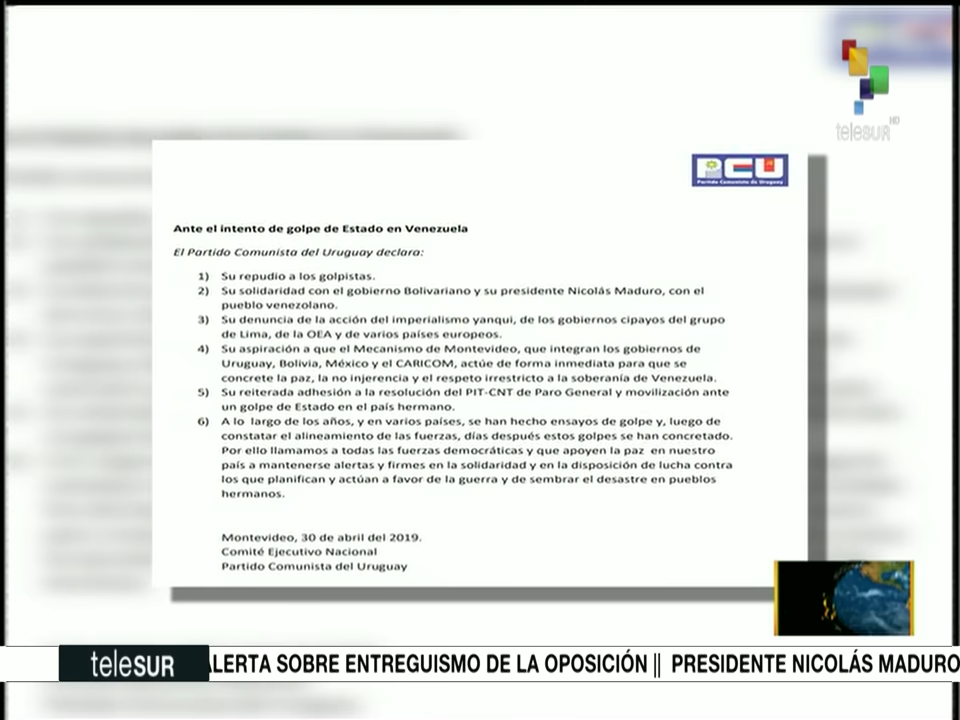 teleSUR HD
PCU
Partido Comunista de Uruguay
Ante el intento de golpe de Estado en Venezuela
El Partido Comunista del Uruguay declara:
1) Su repudio a los golpistas.
2) Su solidaridad con el gobierno Bolivariano y su presidente Nicolás Maduro, con el
pueblo venezolano.
3) Su denuncia de la acción del imperialismo yanqui, de los gobiernos cipayos del grupo
de Lima, de la OEA y de varios países europeos.
4) Su aspiración a que el Mecanismo de Montevideo, que integran los gobiernos de
Uruguay, Bolivia, México y el CARICOM, actúe de forma inmediata para que se
concrete la paz, la no injerencia y el respeto irrestricto a la soberanía de Venezuela.
5) Su reiterada adhesión a la resolución del PIT-CNT de Paro General y movilización ante
un golpe de Estado en el país hermano.
6) A lo largo de los años, y en varios países, se han hecho ensayos de golpe y, luego de
constatar el alineamiento de las fuerzas, días después estos golpes se han concretado.
Por ello llamamos a todas las fuerzas democráticas y que apoyen la paz en nuestro
país a mantenerse alertas y firmes en la solidaridad y en la disposición de lucha contra
los que planifican y actúan a favor de la guerra y de sembrar el desastre en pueblos
hermanos.
Montevideo, 30 de abril del 2019.
Comité Ejecutivo Nacional
Partido Comunista del Uruguay
teleSUR ALERTA SOBRE ENTREGUISMO DE LA OPOSICIÓN || PRESIDENTE NICOLÁS MADURO